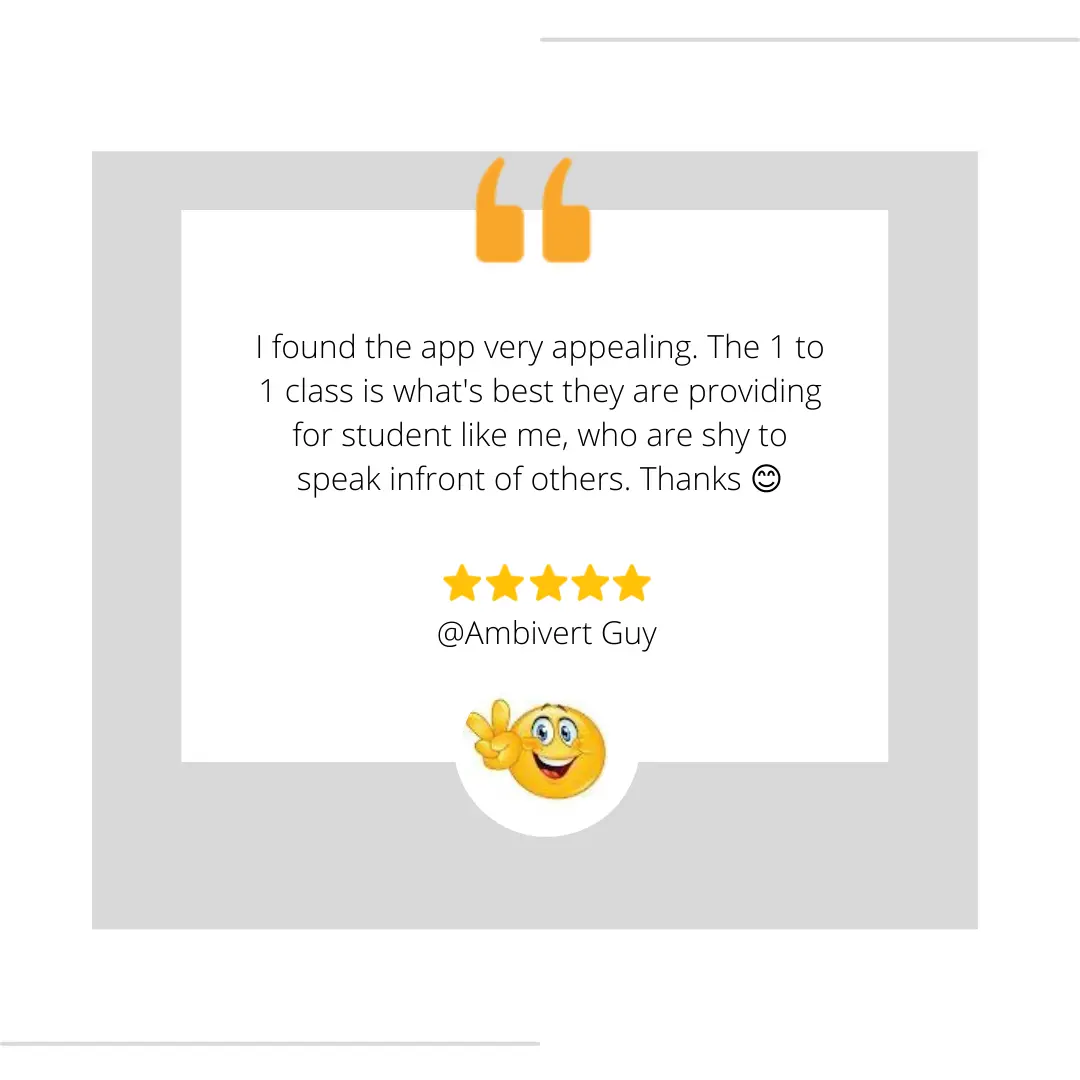 I found the app very appealing. The 1 to
1 class is what's best they are providing
for student like me, who are shy to
speak infront of others. Thanks 😊
@Ambivert Guy